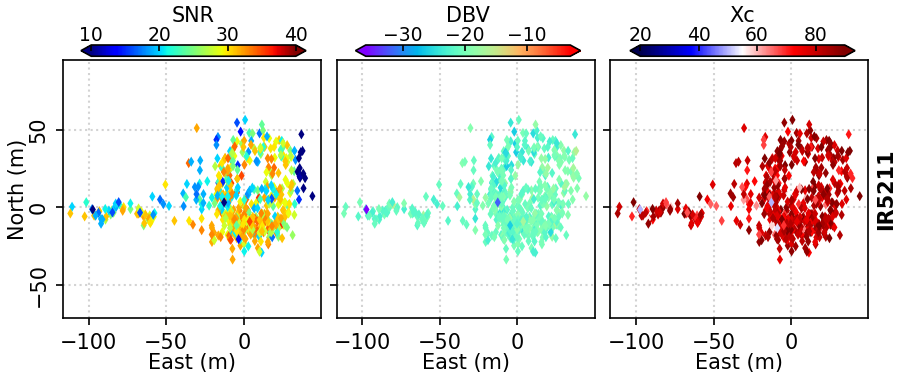 SNR DBV Xc
10 20 30 40 −30 −20 −10 20 40 60 80
50
0
−50
North (m)
IR5211
−100 −50 0 −100 −50 0 −100 −50 0
East (m) East (m) East (m)